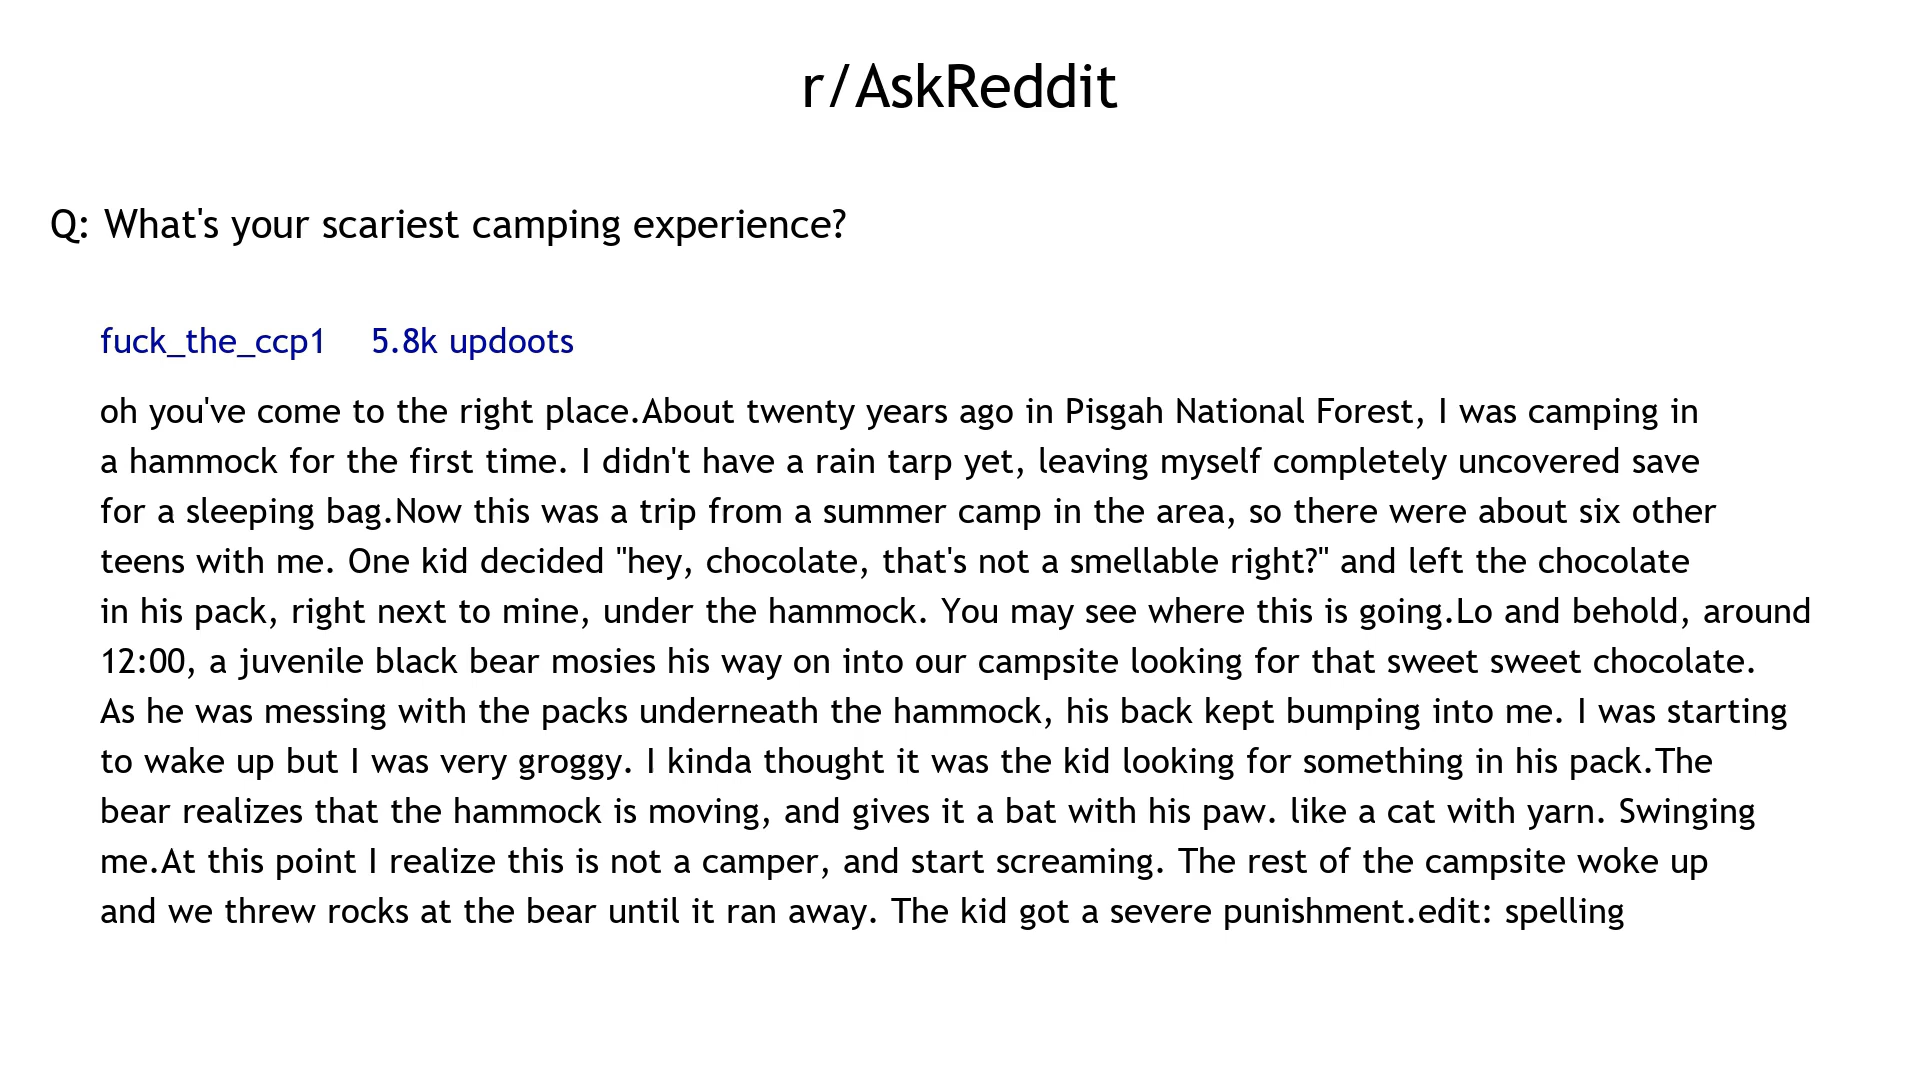 r/AskReddit
Q: What's your scariest camping experience?
fuck_the_ccp1 5.8k updoots
oh you've come to the right place.About twenty years ago in Pisgah National Forest, I was camping in
a hammock for the first time. I didn't have a rain tarp yet, leaving myself completely uncovered save
for a sleeping bag.Now this was a trip from a summer camp in the area, so there were about six other
teens with me. One kid decided "hey, chocolate, that's not a smellable right?" and left the chocolate
in his pack, right next to mine, under the hammock. You may see where this is going.Lo and behold, around
12:00, a juvenile black bear mosies his way on into our campsite looking for that sweet sweet chocolate.
As he was messing with the packs underneath the hammock, his back kept bumping into me. I was starting
to wake up but I was very groggy. I kinda thought it was the kid looking for something in his pack.The
bear realizes that the hammock is moving, and gives it a bat with his paw. like a cat with yarn. Swinging
me.At this point I realize this is not a camper, and start screaming. The rest of the campsite woke up
and we threw rocks at the bear until it ran away. The kid got a severe punishment.edit: spelling